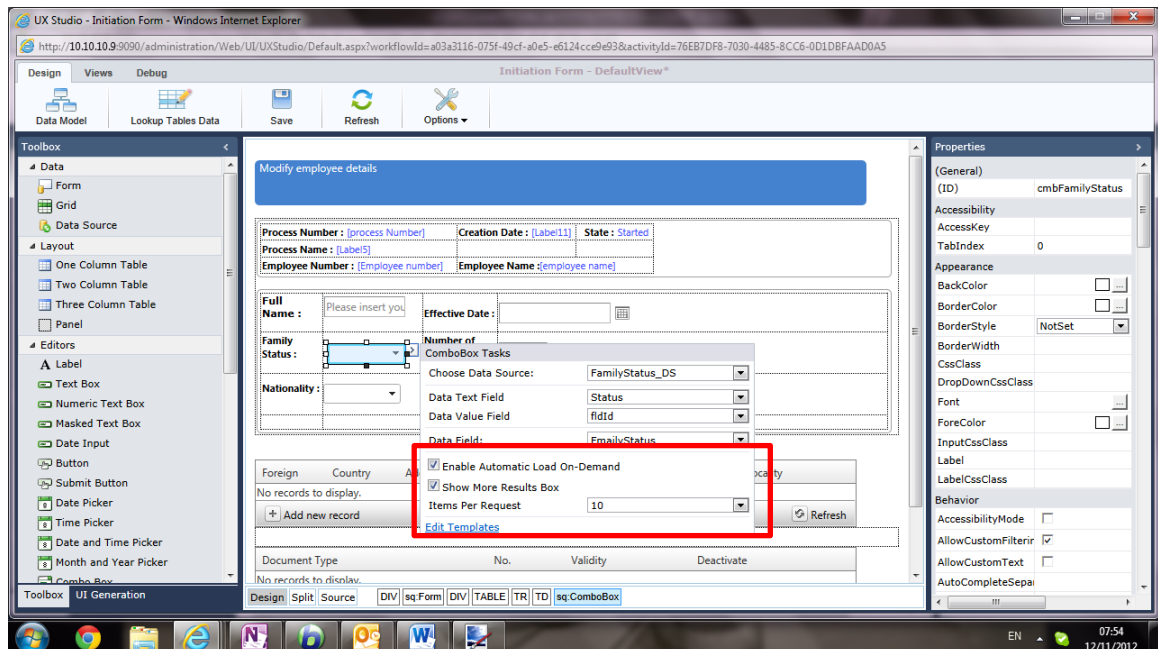 UX Studio - Initiation Form - Windows Internet Explorer
http://10.10.10.9:9090/administration/Web/UI/UXStudio/Default.aspx?workflowId=a03a3116-075f-49cf-a0e5-e6124cce9e93&activityId=76EB7DF8-7030-4485-8CC6-0D1DBFAAD0A5
Design Views Debug Initiation Form - DefaultView*
Data Model Lookup Tables Data Save Refresh Options
Toolbox
Data
Form
Grid
Data Source
Layout
One Column Table
Two Column Table
Three Column Table
Panel
Editors
A Label
Text Box
Numeric Text Box
Masked Text Box
Date Input
Button
Submit Button
Date Picker
Time Picker
Date and Time Picker
Month and Year Picker
Combo Box
Toolbox UI Generation
Modify employee details
Process Number : [process Number] Creation Date : [Label11] State : Started
Process Name : [Label5]
Employee Number : [Employee number] Employee Name :[employee name]
Full Name : Please insert you Effective Date :
Family Status : Number of
Nationality :
ComboBox Tasks
Choose Data Source: FamilyStatus_DS
Data Text Field Status
Data Value Field fldId
Data Field: FmailyStatus
Enable Automatic Load On-Demand
Show More Results Box
Items Per Request 10
Edit Templates
Foreign Country
No records to display.
Add new record Refresh
Document Type No. Validity Deactivate
No records to display.
Design Split Source DIV sq:Form DIV TABLE TR TD sq:ComboBox
Properties
(General)
(ID) cmbFamilyStatus
Accessibility
AccessKey
TabIndex 0
Appearance
BackColor
BorderColor
BorderStyle NotSet
BorderWidth
CssClass
DropDownCssClass
Font
ForeColor
InputCssClass
Label
LabelCssClass
Behavior
AccessibilityMode
AllowCustomFilterin
AllowCustomText
AutoCompleteSepa
EN 07:54
12/11/2012